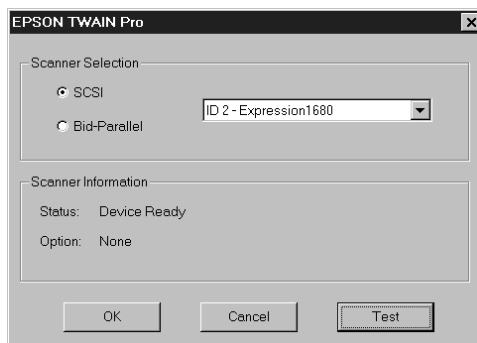 EPSON TWAIN Pro
Scanner Selection
SCSI
ID 2 - Expression1680
Bid-Parallel
Scanner Information
Status: Device Ready
Option: None
OK Cancel Test